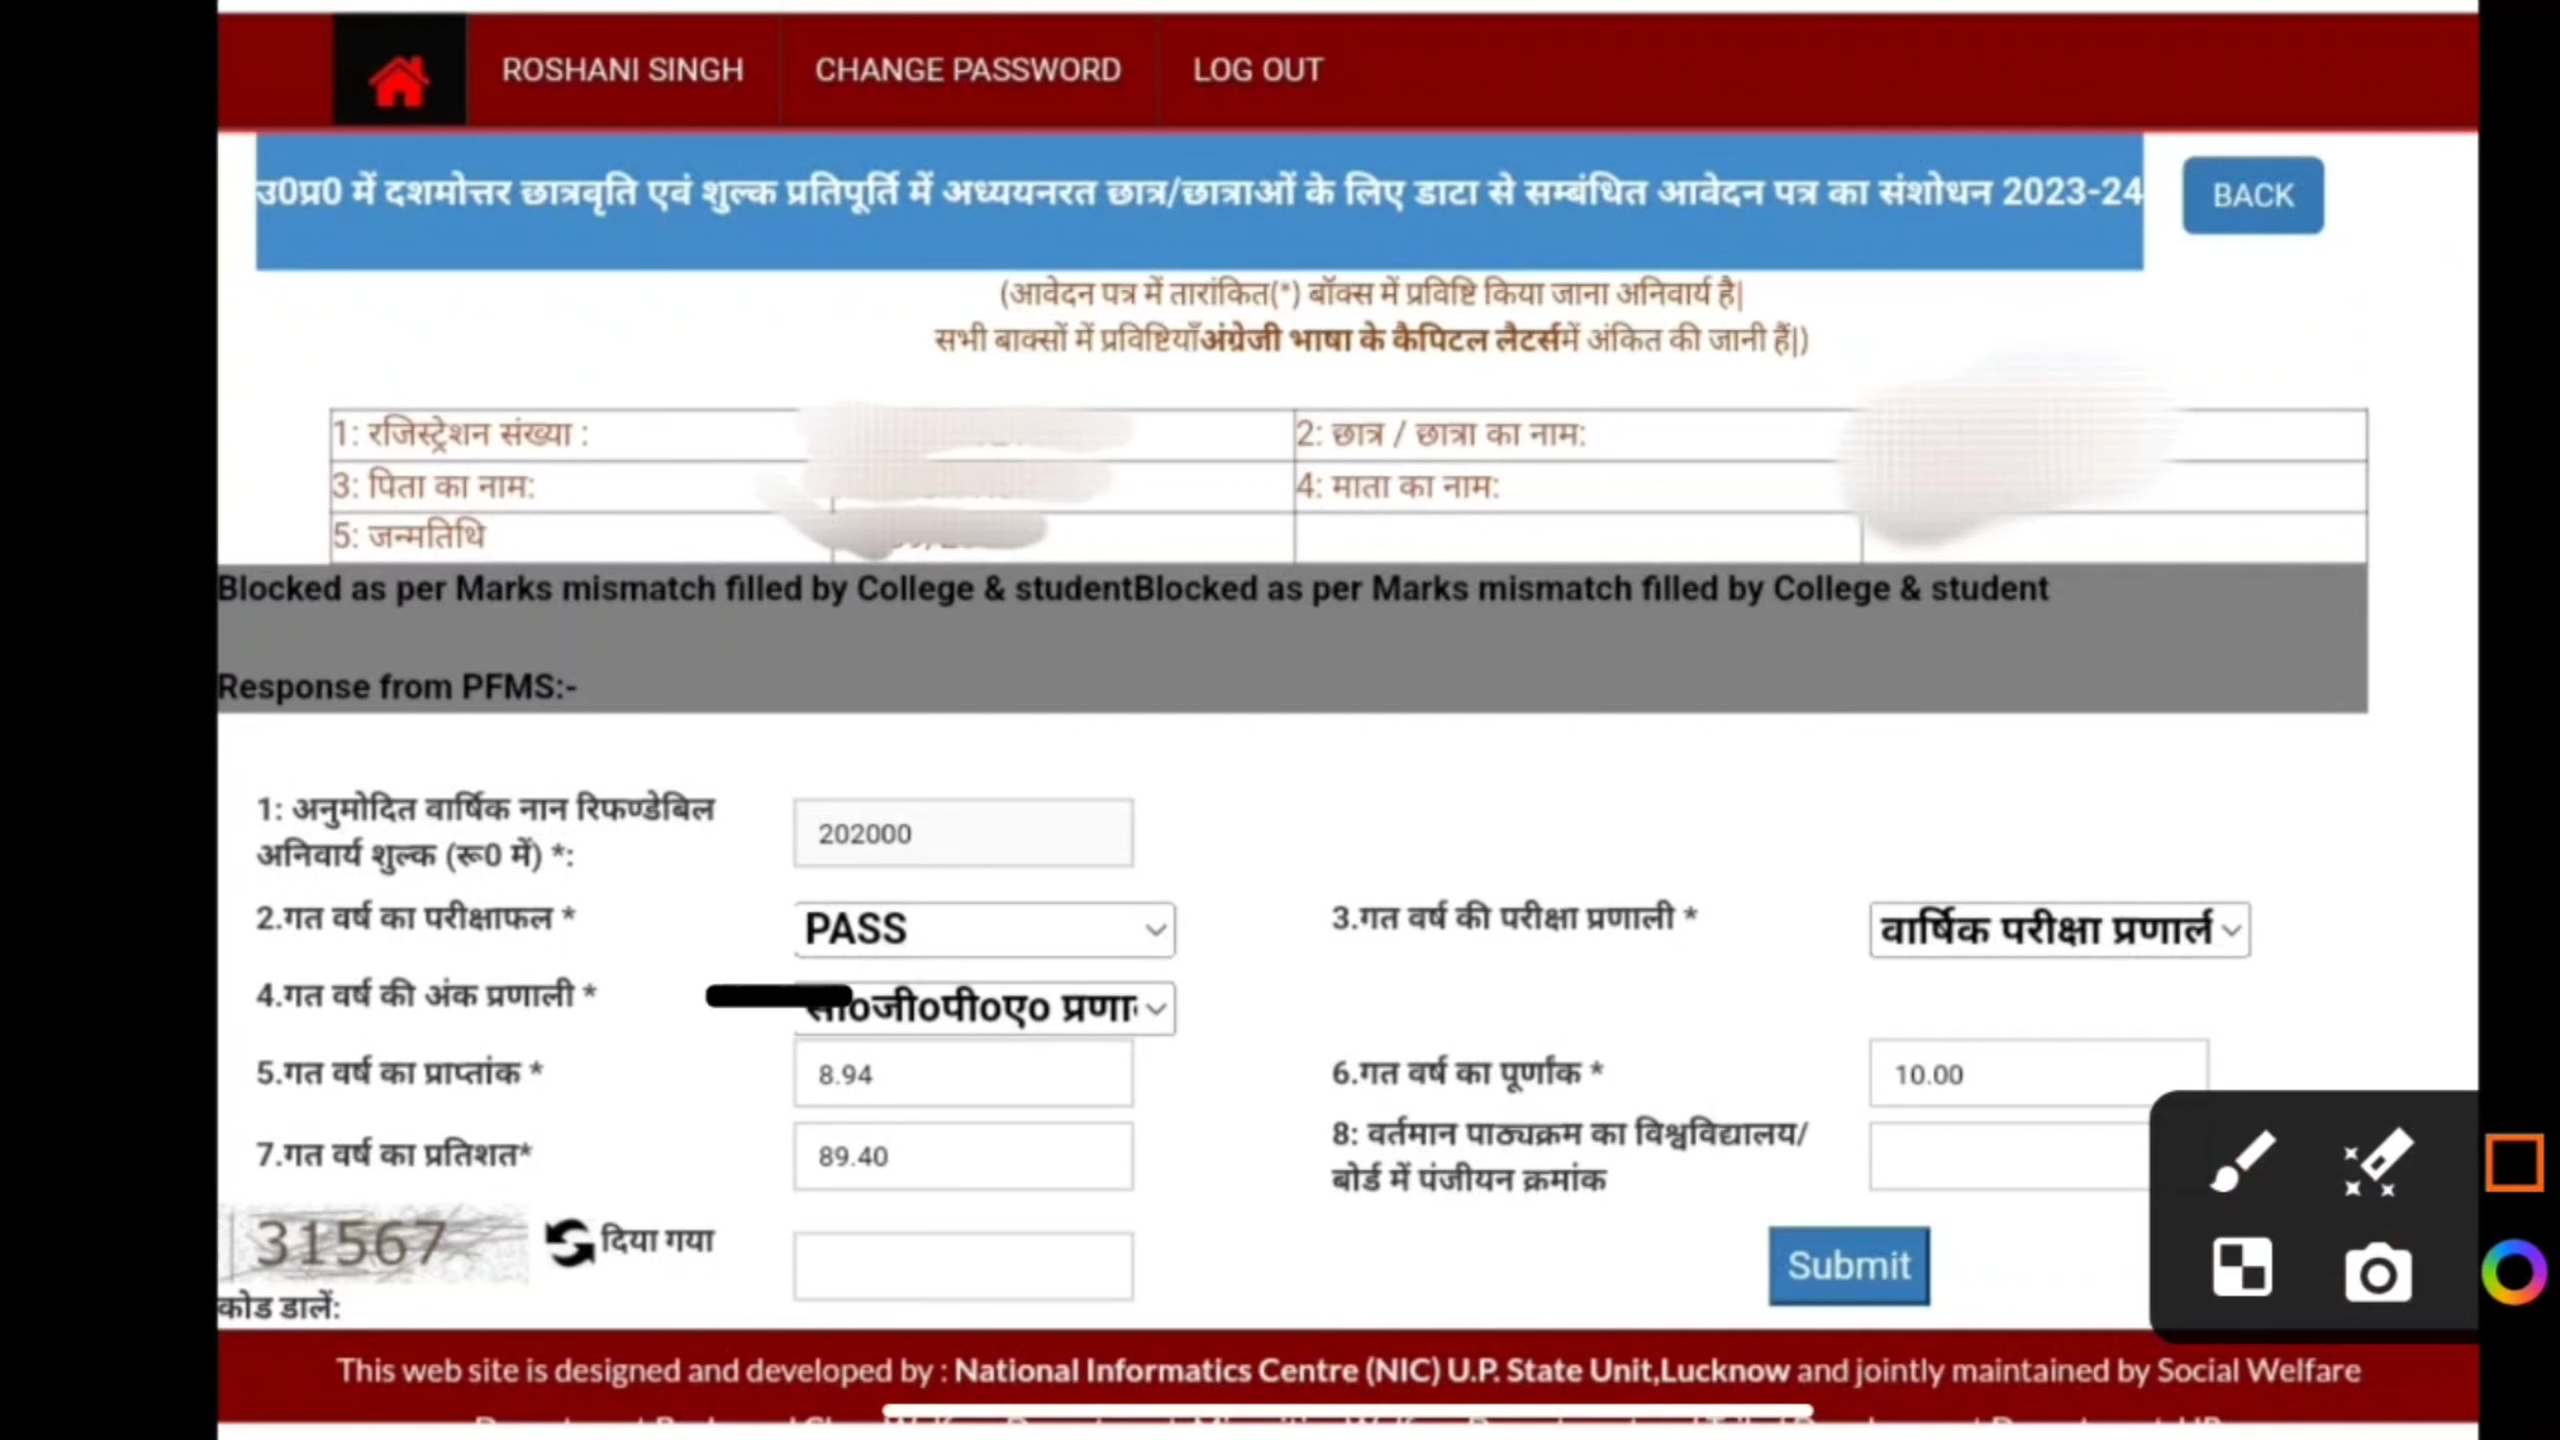 ROSHANI SINGH CHANGE PASSWORD LOG OUT
उ0प्र0 में दशमोत्तर छात्रवृति एवं शुल्क प्रतिपूर्ति में अध्ययनरत छात्र/छात्राओं के लिए डाटा से सम्बंधित आवेदन पत्र का संशोधन 2023-24 BACK
(आवेदन पत्र में तारांकित(*) बॉक्स में प्रविष्टि किया जाना अनिवार्य है|
सभी बाक्सों में प्रविष्टियाँअंग्रेजी भाषा के कैपिटल लैटर्समें अंकित की जानी हैं|)
1: रजिस्ट्रेशन संख्या : 2: छात्र / छात्रा का नाम:
3: पिता का नाम: 4: माता का नाम:
5: जन्मतिथि
Blocked as per Marks mismatch filled by College & studentBlocked as per Marks mismatch filled by College & student
Response from PFMS:-
1: अनुमोदित वार्षिक नान रिफण्डेबिल
अनिवार्य शुल्क (रू0 में) *: 202000
2.गत वर्ष का परीक्षाफल * PASS 3.गत वर्ष की परीक्षा प्रणाली * वार्षिक परीक्षा
4.गत वर्ष की अंक प्रणाली *
5.गत वर्ष का प्राप्तांक * 8.94 6.गत वर्ष का पूर्णांक * 10.00
7.गत वर्ष का प्रतिशत* 89.40 8: वर्तमान पाठ्यक्रम का विश्वविद्यालय/
बोर्ड में पंजीयन क्रमांक
31567 दिया गया
कोड डालें:
Submit
This web site is designed and developed by : National Informatics Centre (NIC) U.P. State Unit,Lucknow and jointly maintained by Social Welfare